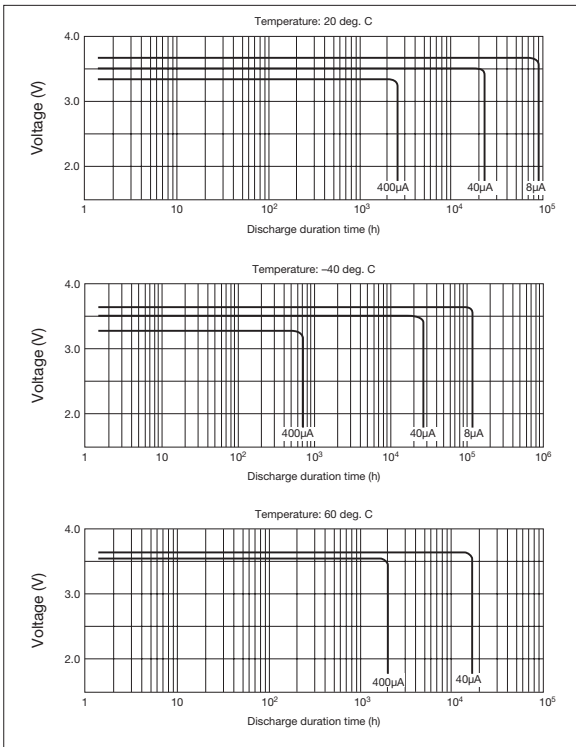 Temperature: 20 deg. C
4.0
3.0
2.0
Voltage (V)
400µA 40µA 8µA
1 10 10² 10³ 10⁴ 10⁵
Discharge duration time (h)
Temperature: –40 deg. C
4.0
3.0
2.0
Voltage (V)
400µA 40µA 8µA
1 10 10² 10³ 10⁴ 10⁵ 10⁶
Discharge duration time (h)
Temperature: 60 deg. C
4.0
3.0
2.0
Voltage (V)
400µA 40µA
1 10 10² 10³ 10⁴ 10⁵
Discharge duration time (h)